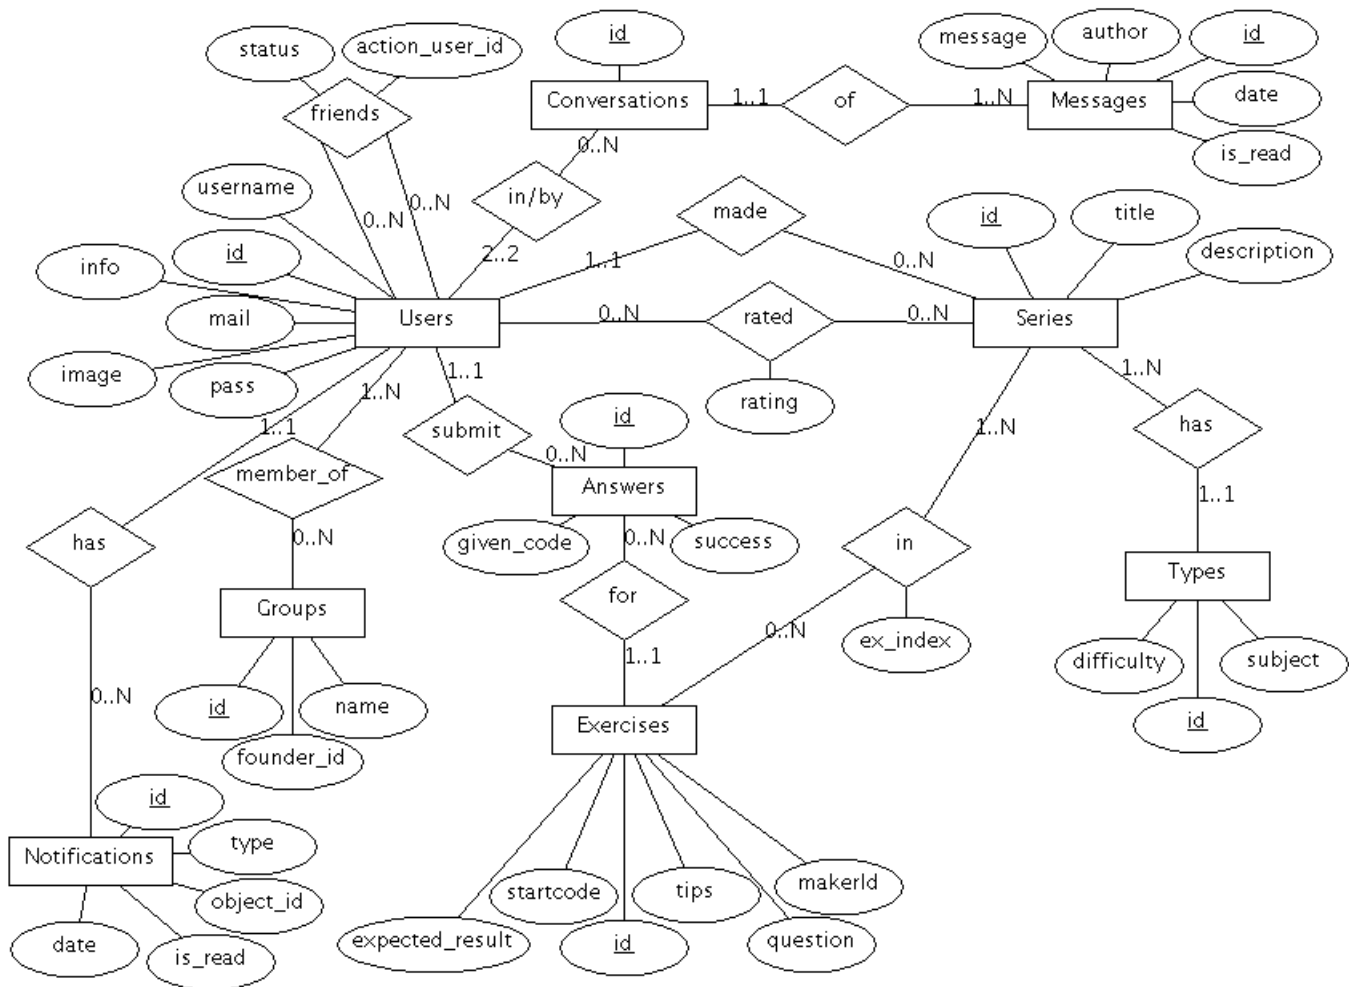 status
action_user_id
id
message
author
id
friends
Conversations
1..1
of
1..N
Messages
date
0..N
is_read
username
in/by
made
0..N
0..N
id
title
id
2..2
1..1
0..N
description
info
mail
Users
0..N
rated
0..N
Series
image
pass
1..1
1..N
1..N
rating
id
1..1
submit
1..N
has
member_of
0..N
Answers
1..1
has
0..N
given_code
0..N
success
in
Types
Groups
for
0..N
ex_index
1..1
difficulty
subject
0..N
id
name
Exercises
id
founder_id
id
type
Notifications
startcode
tips
makerId
object_id
date
is_read
expected_result
id
question